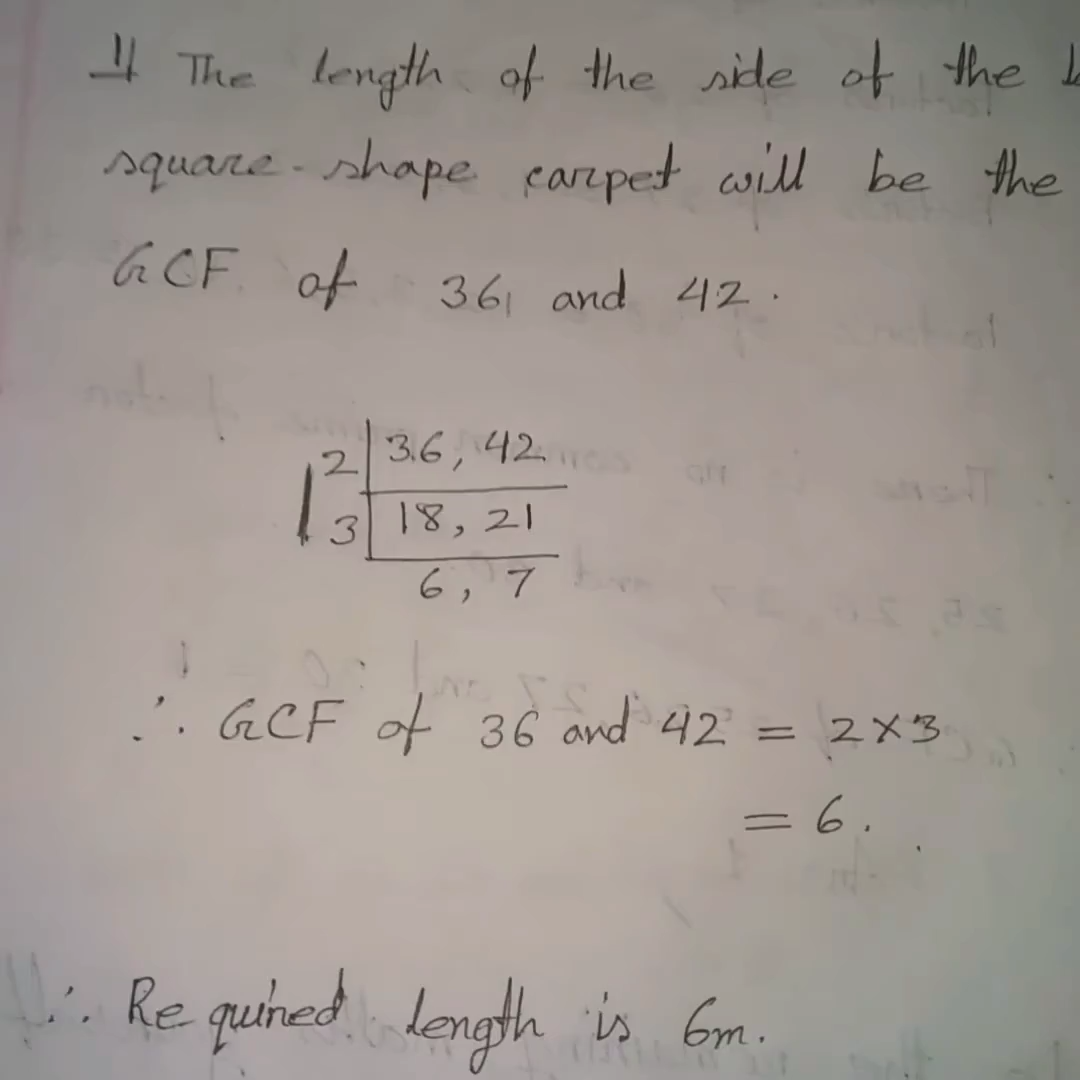 1) The length of the side of the
square-shape carpet will be the
GCF of 36, and 42.
2 | 36, 42
3 | 18, 21
6, 7
∴ GCF of 36 and 42 = 2×3
= 6.
∴ Required length is 6m.